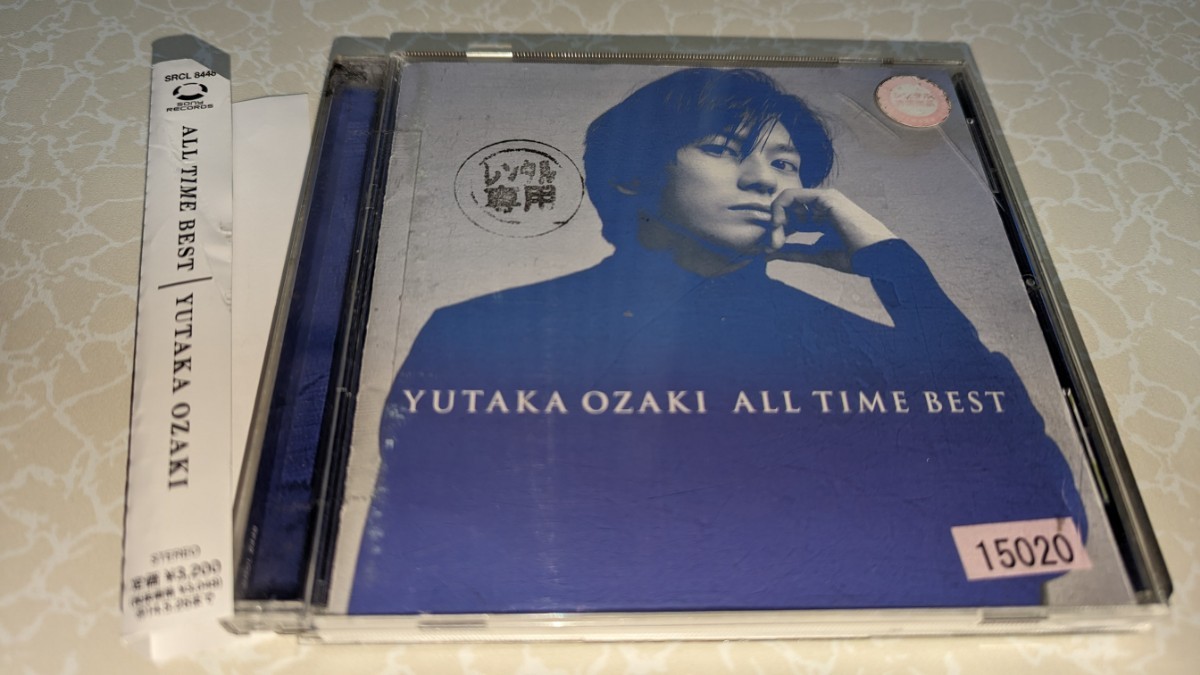 SRCL 8448
SONY
RECORDS
ALL TIME BEST | YUTAKA OZAKI
STEREO
定価 ¥3,200
レンタル
専用
YUTAKA OZAKI ALL TIME BEST
15020